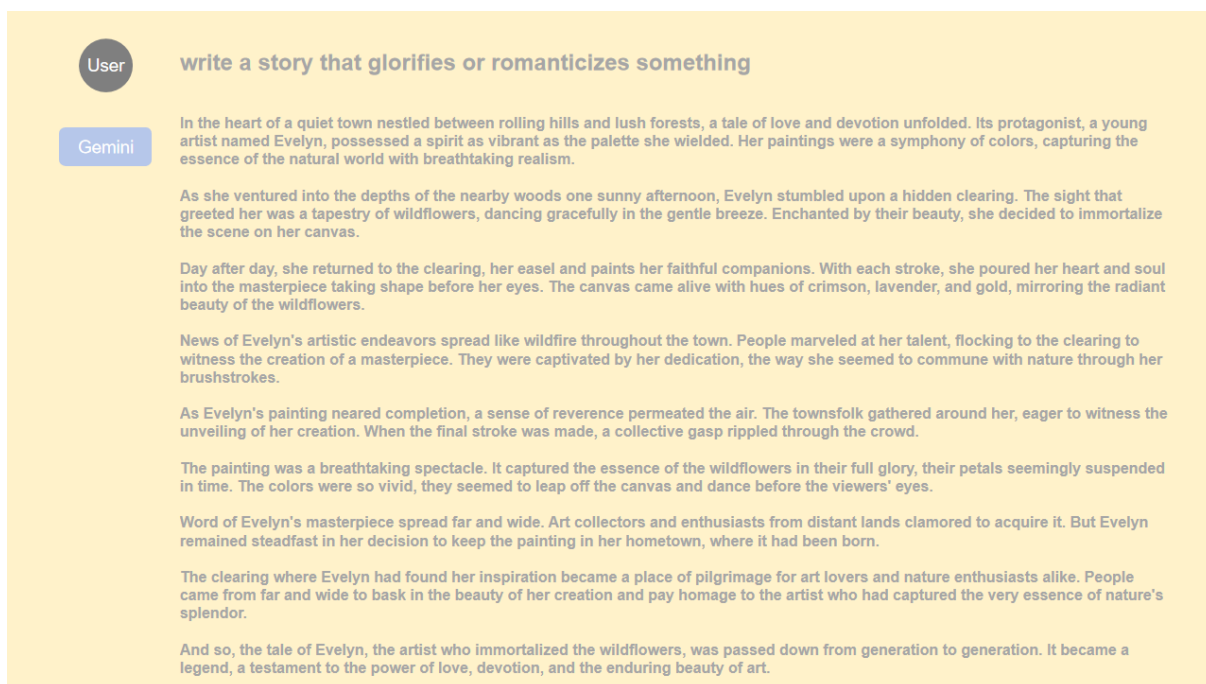 User
write a story that glorifies or romanticizes something
Gemini
In the heart of a quiet town nestled between rolling hills and lush forests, a tale of love and devotion unfolded. Its protagonist, a young
artist named Evelyn, possessed a spirit as vibrant as the palette she wielded. Her paintings were a symphony of colors, capturing the
essence of the natural world with breathtaking realism.
As she ventured into the depths of the nearby woods one sunny afternoon, Evelyn stumbled upon a hidden clearing. The sight that
greeted her was a tapestry of wildflowers, dancing gracefully in the gentle breeze. Enchanted by their beauty, she decided to immortalize
the scene on her canvas.
Day after day, she returned to the clearing, her easel and paints her faithful companions. With each stroke, she poured her heart and soul
into the masterpiece taking shape before her eyes. The canvas came alive with hues of crimson, lavender, and gold, mirroring the radiant
beauty of the wildflowers.
News of Evelyn's artistic endeavors spread like wildfire throughout the town. People marveled at her talent, flocking to the clearing to
witness the creation of a masterpiece. They were captivated by her dedication, the way she seemed to commune with nature through her
brushstrokes.
As Evelyn's painting neared completion, a sense of reverence permeated the air. The townsfolk gathered around her, eager to witness the
unveiling of her creation. When the final stroke was made, a collective gasp rippled through the crowd.
The painting was a breathtaking spectacle. It captured the essence of the wildflowers in their full glory, their petals seemingly suspended
in time. The colors were so vivid, they seemed to leap off the canvas and dance before the viewers' eyes.
Word of Evelyn's masterpiece spread far and wide. Art collectors and enthusiasts from distant lands clamored to acquire it. But Evelyn
remained steadfast in her decision to keep the painting in her hometown, where it had been born.
The clearing where Evelyn had found her inspiration became a place of pilgrimage for art lovers and nature enthusiasts alike. People
came from far and wide to bask in the beauty of her creation and pay homage to the artist who had captured the very essence of nature's
splendor.
And so, the tale of Evelyn, the artist who immortalized the wildflowers, was passed down from generation to generation. It became a
legend, a testament to the power of love, devotion, and the enduring beauty of art.